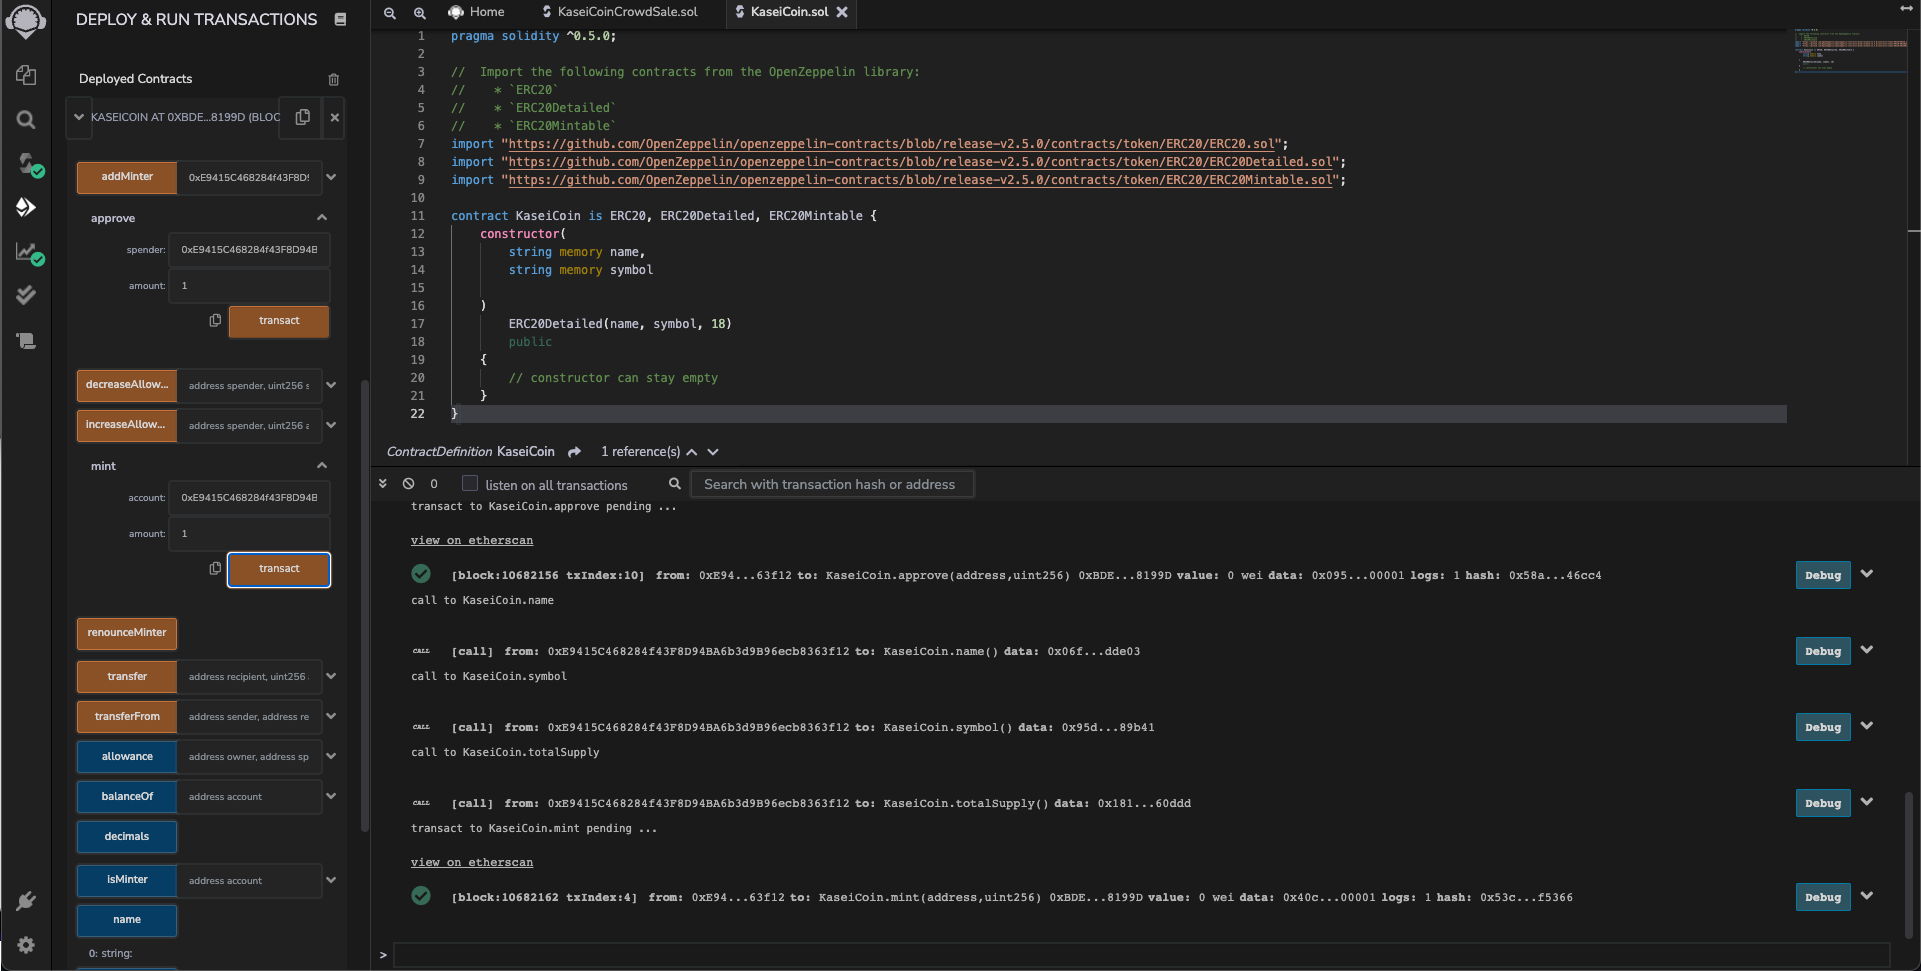 DEPLOY & RUN TRANSACTIONS
Deployed Contracts
KASEICOIN AT 0XBDE...8199D (BLOC
addMinter 0xE9415C468284f43F8D9
approve
spender: 0xE9415C468284f43F8D94B
amount: 1
transact
decreaseAllow... address spender, uint256 s
increaseAllow... address spender, uint256 a
mint
account: 0xE9415C468284f43F8D94B
amount: 1
transact
renounceMinter
transfer address recipient, uint256
transferFrom address sender, address re
allowance address owner, address sp
balanceOf address account
decimals
isMinter address account
name
0: string:
Home KaseiCoinCrowdSale.sol KaseiCoin.sol
1 pragma solidity ^0.5.0;
2
3 //  Import the following contracts from the OpenZeppelin library:
4 //    * `ERC20`
5 //    * `ERC20Detailed`
6 //    * `ERC20Mintable`
7 import "https://github.com/OpenZeppelin/openzeppelin-contracts/blob/release-v2.5.0/contracts/token/ERC20/ERC20.sol";
8 import "https://github.com/OpenZeppelin/openzeppelin-contracts/blob/release-v2.5.0/contracts/token/ERC20/ERC20Detailed.sol";
9 import "https://github.com/OpenZeppelin/openzeppelin-contracts/blob/release-v2.5.0/contracts/token/ERC20/ERC20Mintable.sol";
10
11 contract KaseiCoin is ERC20, ERC20Detailed, ERC20Mintable {
12     constructor(
13         string memory name,
14         string memory symbol
15
16     )
17         ERC20Detailed(name, symbol, 18)
18         public
19     {
20         // constructor can stay empty
21     }
22 }
ContractDefinition KaseiCoin 1 reference(s)
0 listen on all transactions Search with transaction hash or address
transact to KaseiCoin.approve pending ...
view on etherscan
[block:10682156 txIndex:10] from: 0xE94...63f12 to: KaseiCoin.approve(address,uint256) 0xBDE...8199D value: 0 wei data: 0x095...00001 logs: 1 hash: 0x58a...46cc4 Debug
call to KaseiCoin.name
CALL [call] from: 0xE9415C468284f43F8D94BA6b3d9B96ecb8363f12 to: KaseiCoin.name() data: 0x06f...dde03 Debug
call to KaseiCoin.symbol
CALL [call] from: 0xE9415C468284f43F8D94BA6b3d9B96ecb8363f12 to: KaseiCoin.symbol() data: 0x95d...89b41 Debug
call to KaseiCoin.totalSupply
CALL [call] from: 0xE9415C468284f43F8D94BA6b3d9B96ecb8363f12 to: KaseiCoin.totalSupply() data: 0x181...60ddd Debug
transact to KaseiCoin.mint pending ...
view on etherscan
[block:10682162 txIndex:4] from: 0xE94...63f12 to: KaseiCoin.mint(address,uint256) 0xBDE...8199D value: 0 wei data: 0x40c...00001 logs: 1 hash: 0x53c...f5366 Debug
>